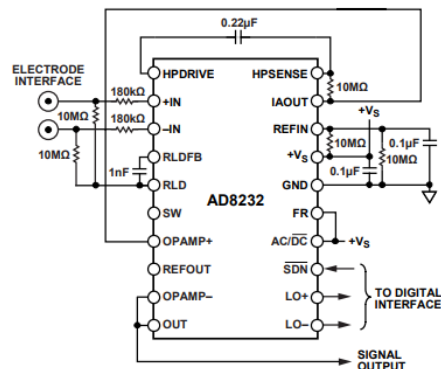 0.22µF
ELECTRODE
INTERFACE
180kΩ
180kΩ
10MΩ
10MΩ
1nF
HPDRIVE
+IN
–IN
RLDFB
RLD
SW
OPAMP+
REFOUT
OPAMP–
OUT
AD8232
HPSENSE
IAOUT
REFIN
+VS
GND
FR
AC/DC
SDN
LO+
LO–
10MΩ
+VS
10MΩ
0.1µF
10MΩ
0.1µF
+VS
TO DIGITAL
INTERFACE
SIGNAL
OUTPUT